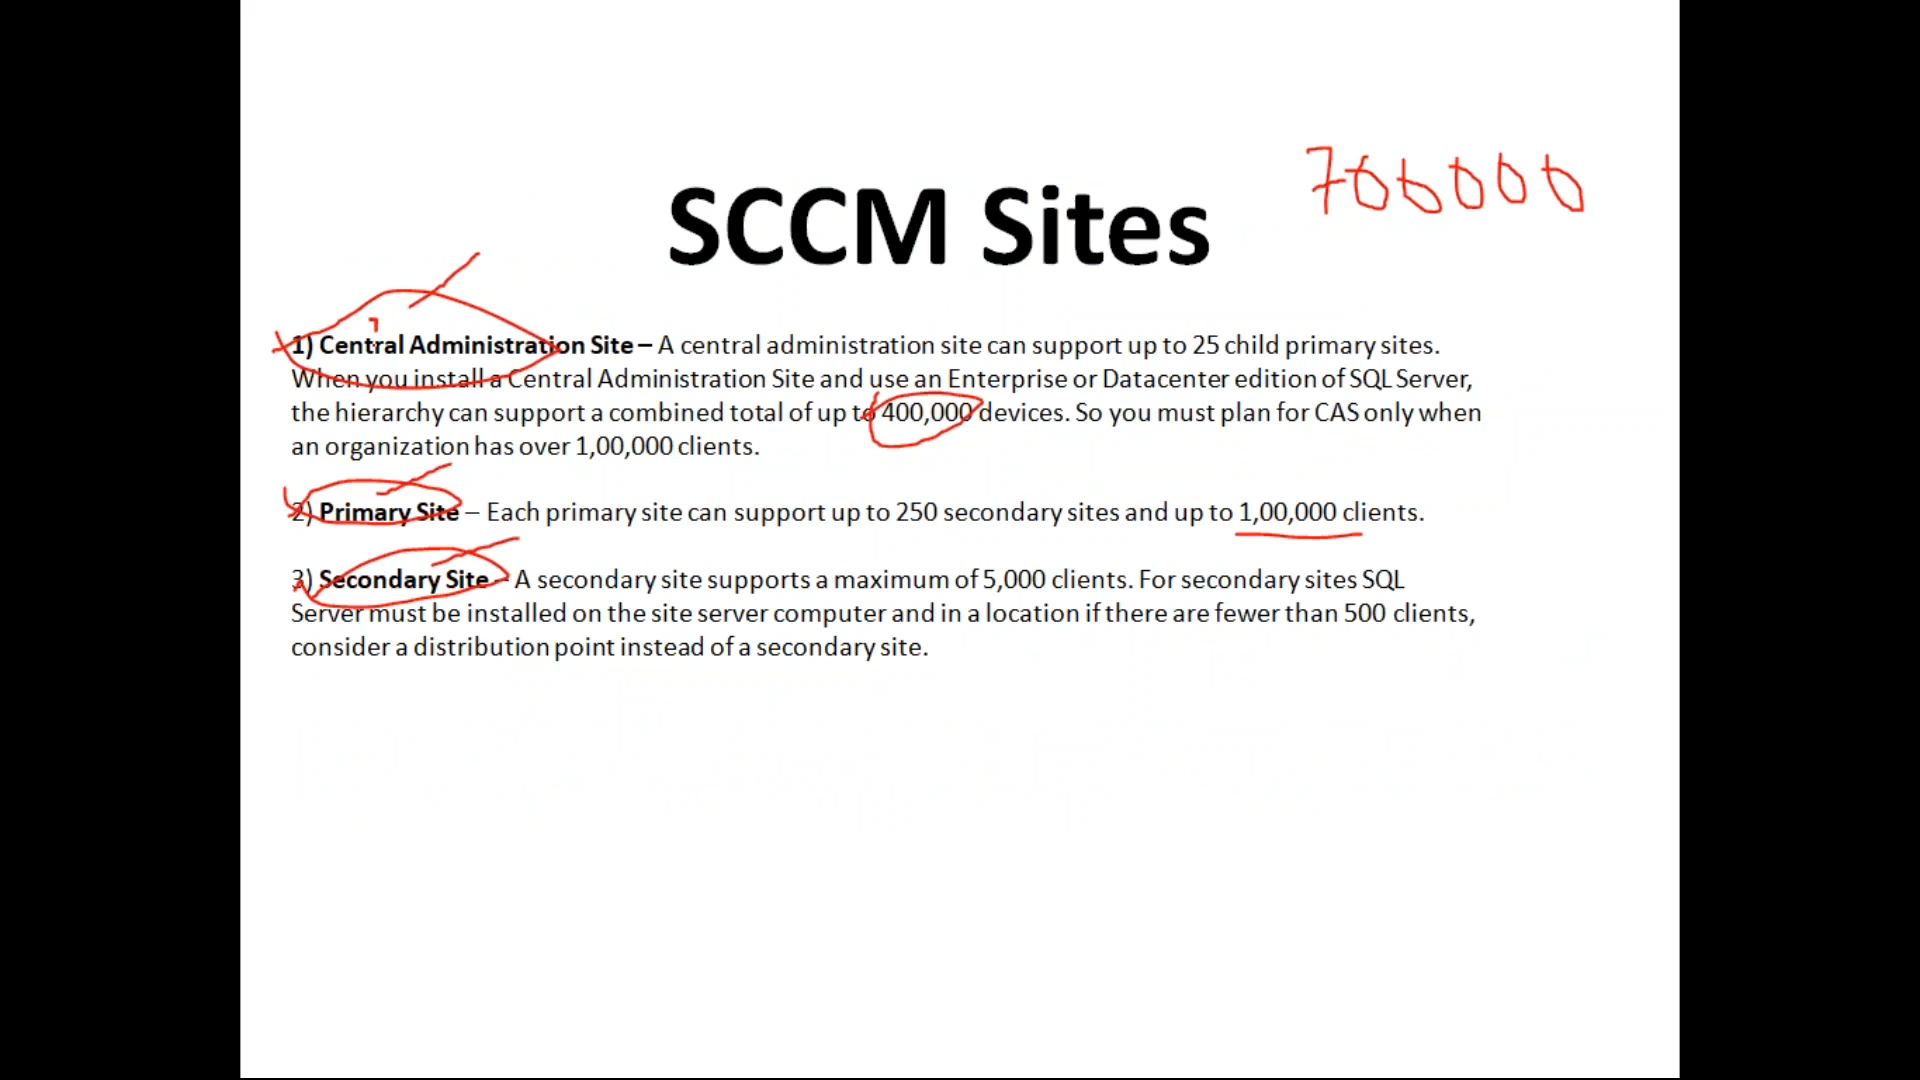 700000
SCCM Sites
1) Central Administration Site – A central administration site can support up to 25 child primary sites.
When you install a Central Administration Site and use an Enterprise or Datacenter edition of SQL Server,
the hierarchy can support a combined total of up to 400,000 devices. So you must plan for CAS only when
an organization has over 1,00,000 clients.
2) Primary Site – Each primary site can support up to 250 secondary sites and up to 1,00,000 clients.
3) Secondary Site – A secondary site supports a maximum of 5,000 clients. For secondary sites SQL
Server must be installed on the site server computer and in a location if there are fewer than 500 clients,
consider a distribution point instead of a secondary site.